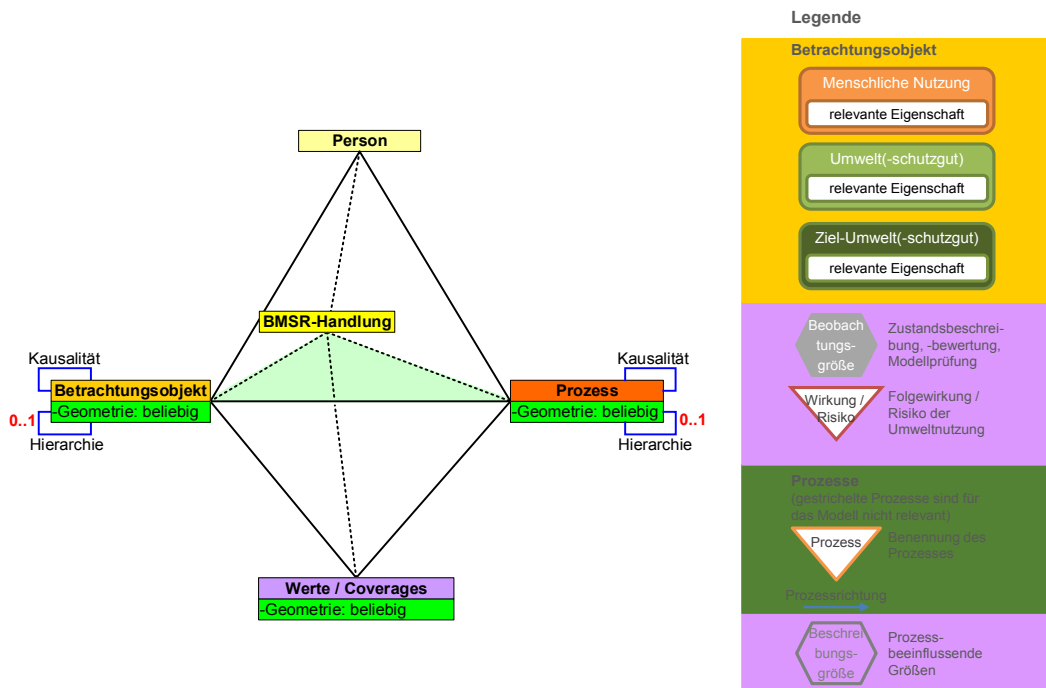 Person
BMSR-Handlung
Kausalität
Betrachtungsobjekt
-Geometrie: beliebig
0..1
Hierarchie
Kausalität
Prozess
-Geometrie: beliebig
0..1
Hierarchie
Werte / Coverages
-Geometrie: beliebig
Legende
Betrachtungsobjekt
Menschliche Nutzung
relevante Eigenschaft
Umwelt(-schutzgut)
relevante Eigenschaft
Ziel-Umwelt(-schutzgut)
relevante Eigenschaft
Beobach
tungs-
größe
Zustandsbeschrei-
bung, -bewertung,
Modellprüfung
Wirkung /
Risiko
Folgewirkung /
Risiko der
Umweltnutzung
Prozesse
(gestrichelte Prozesse sind für
das Modell nicht relevant)
Prozess
Benennung des
Prozesses
Prozessrichtung
Beschrei
bungs-
größe
Prozess-
beeinflussende
Größen